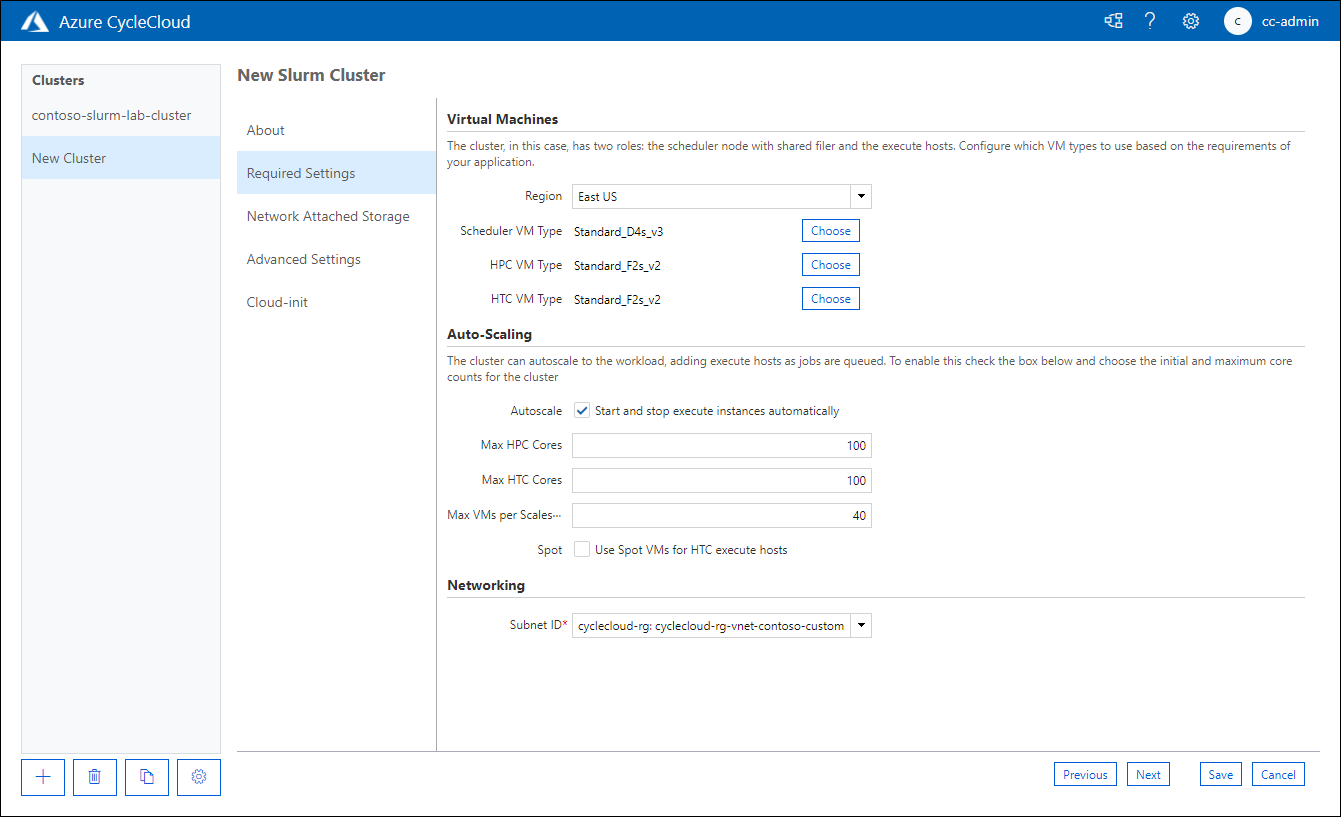 Azure CycleCloud
C cc-admin
Clusters
contoso-slurm-lab-cluster
New Cluster
New Slurm Cluster
About
Required Settings
Network Attached Storage
Advanced Settings
Cloud-init
Virtual Machines
The cluster, in this case, has two roles: the scheduler node with shared filer and the execute hosts. Configure which VM types to use based on the requirements of
your application.
Region East US
Scheduler VM Type Standard_D4s_v3 Choose
HPC VM Type Standard_F2s_v2 Choose
HTC VM Type Standard_F2s_v2 Choose
Auto-Scaling
The cluster can autoscale to the workload, adding execute hosts as jobs are queued. To enable this check the box below and choose the initial and maximum core
counts for the cluster
Autoscale Start and stop execute instances automatically
Max HPC Cores 100
Max HTC Cores 100
Max VMs per Scales··· 40
Spot Use Spot VMs for HTC execute hosts
Networking
Subnet ID* cyclecloud-rg: cyclecloud-rg-vnet-contoso-custom
Previous Next Save Cancel